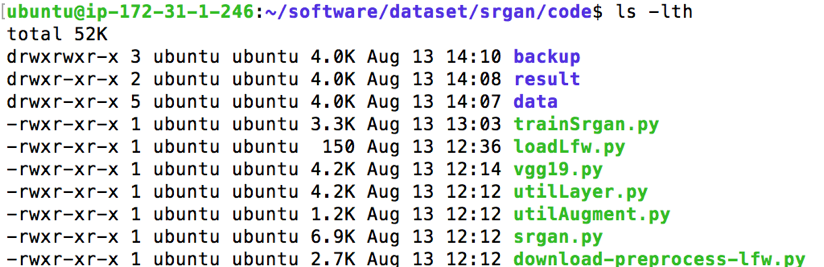 [ubuntu@ip-172-31-1-246:~/software/dataset/srgan/code$ ls -lth
total 52K
drwxrwxr-x 3 ubuntu ubuntu 4.0K Aug 13 14:10 backup
drwxr-xr-x 2 ubuntu ubuntu 4.0K Aug 13 14:08 result
drwxr-xr-x 5 ubuntu ubuntu 4.0K Aug 13 14:07 data
-rwxr-xr-x 1 ubuntu ubuntu 3.3K Aug 13 13:03 trainSrgan.py
-rwxr-xr-x 1 ubuntu ubuntu  150 Aug 13 12:36 loadLfw.py
-rwxr-xr-x 1 ubuntu ubuntu 4.2K Aug 13 12:14 vgg19.py
-rwxr-xr-x 1 ubuntu ubuntu 4.2K Aug 13 12:12 utilLayer.py
-rwxr-xr-x 1 ubuntu ubuntu 1.2K Aug 13 12:12 utilAugment.py
-rwxr-xr-x 1 ubuntu ubuntu 6.9K Aug 13 12:12 srgan.py
-rwxr-xr-x 1 ubuntu ubuntu 2.7K Aug 13 12:12 download-preprocess-lfw.py